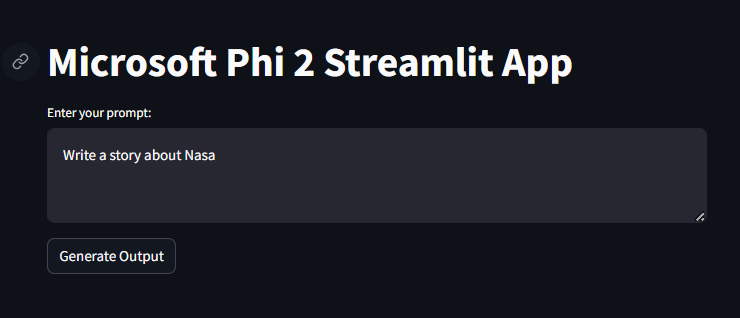 Microsoft Phi 2 Streamlit App
Enter your prompt:
Write a story about Nasa
Generate Output